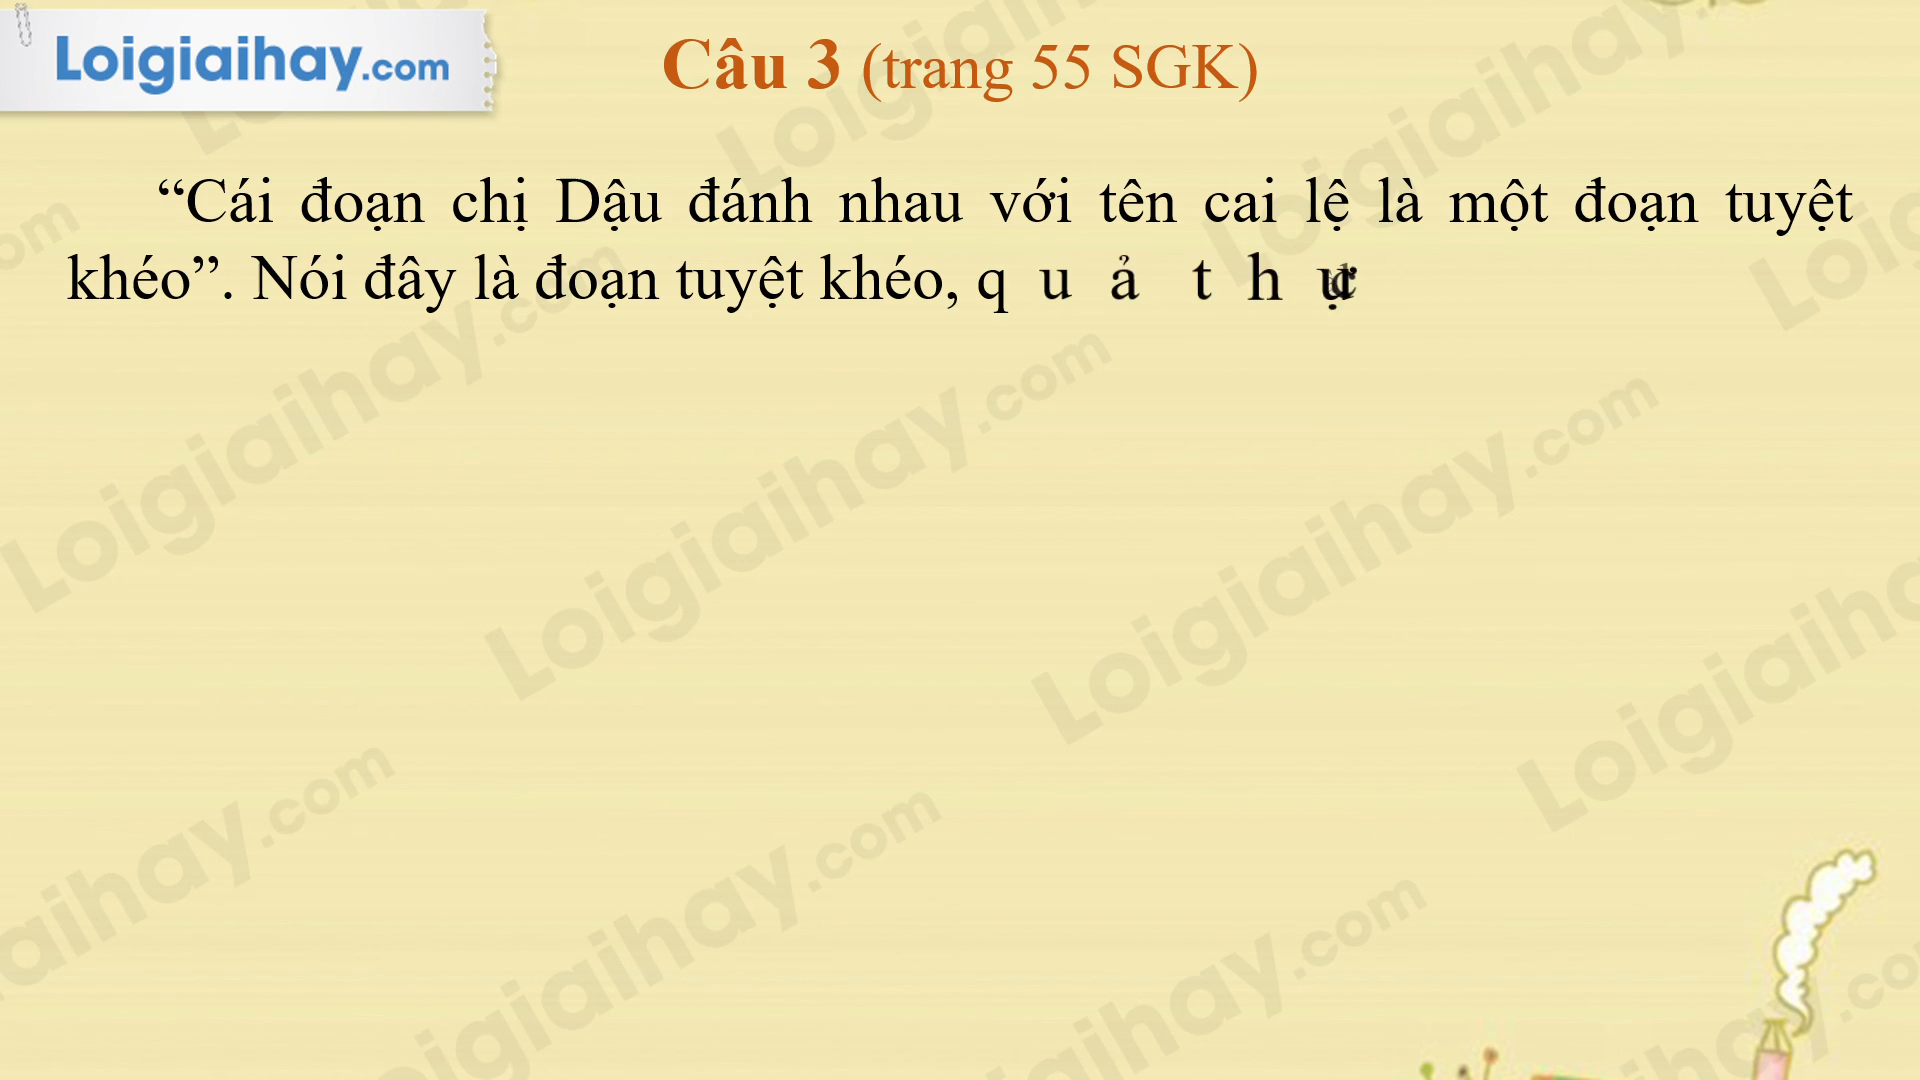 Loigiaihay.com
Câu 3 (trang 55 SGK)
“Cái đoạn chị Dậu đánh nhau với tên cai lệ là một đoạn tuyệt
khéo”. Nói đây là đoạn tuyệt khéo, quả